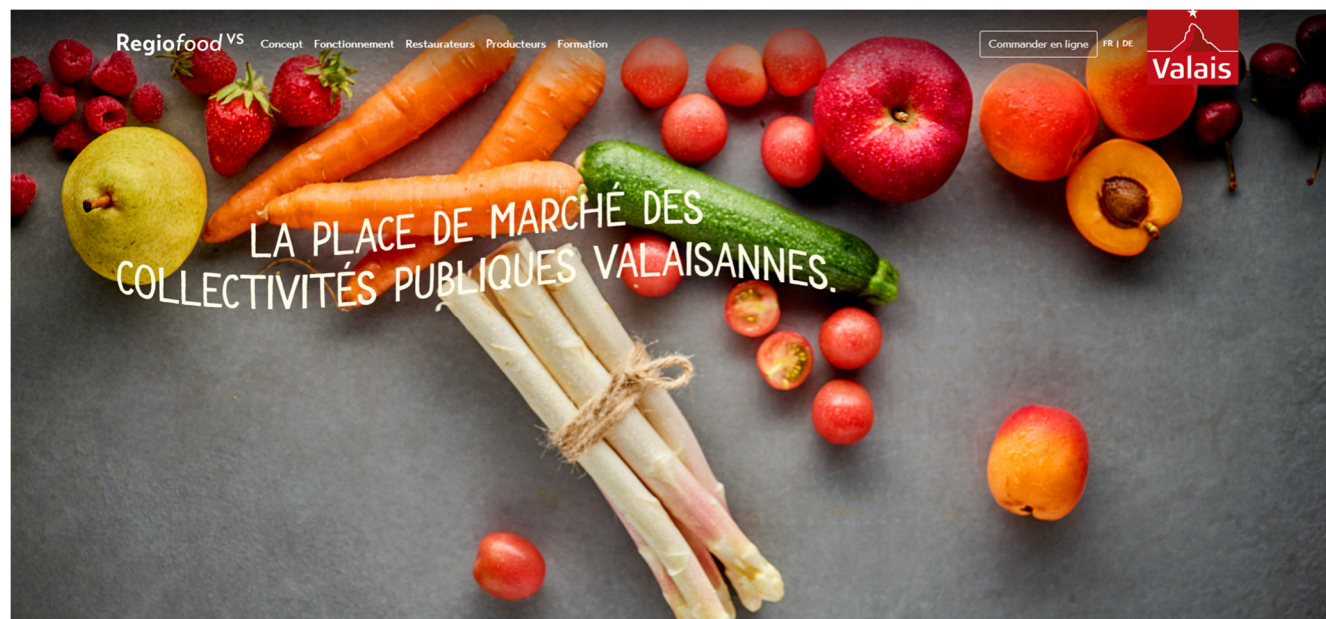 Regiofood VS
Concept Fonctionnement Restaurateurs Producteurs Formation
Commander en ligne
FR | DE
Valais
LA PLACE DE MARCHÉ DES
COLLECTIVITÉS PUBLIQUES VALAISANNES.